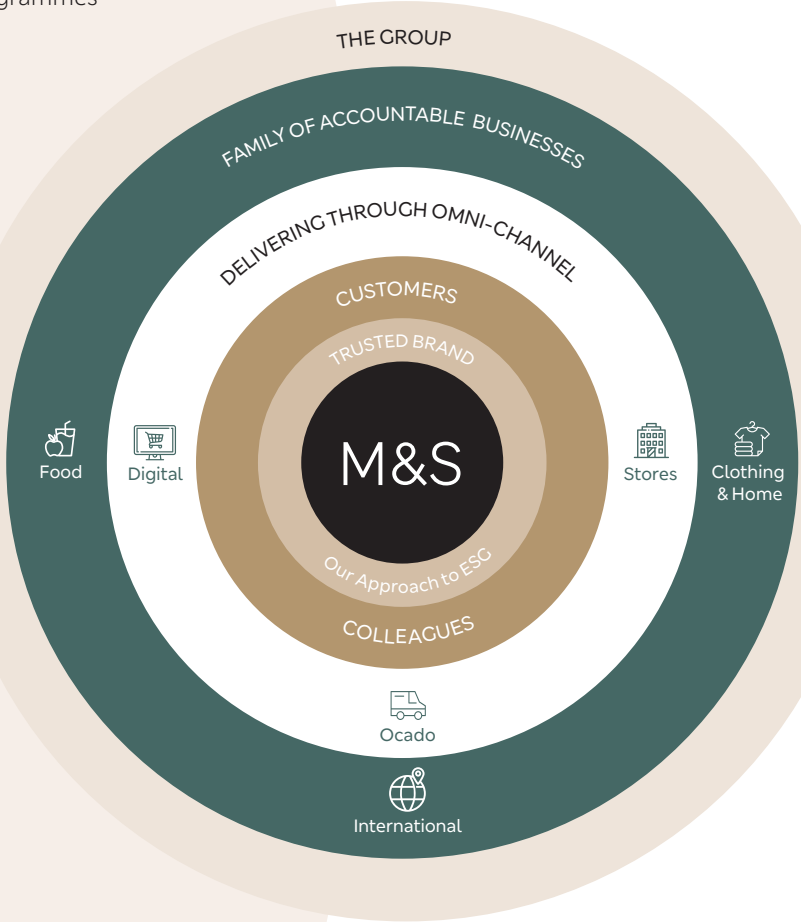 THE GROUP
FAMILY OF ACCOUNTABLE BUSINESSES
DELIVERING THROUGH OMNI-CHANNEL
CUSTOMERS
TRUSTED BRAND
M&S
Food
Digital
Stores
Clothing
& Home
Our Approach to ESG
COLLEAGUES
Ocado
International